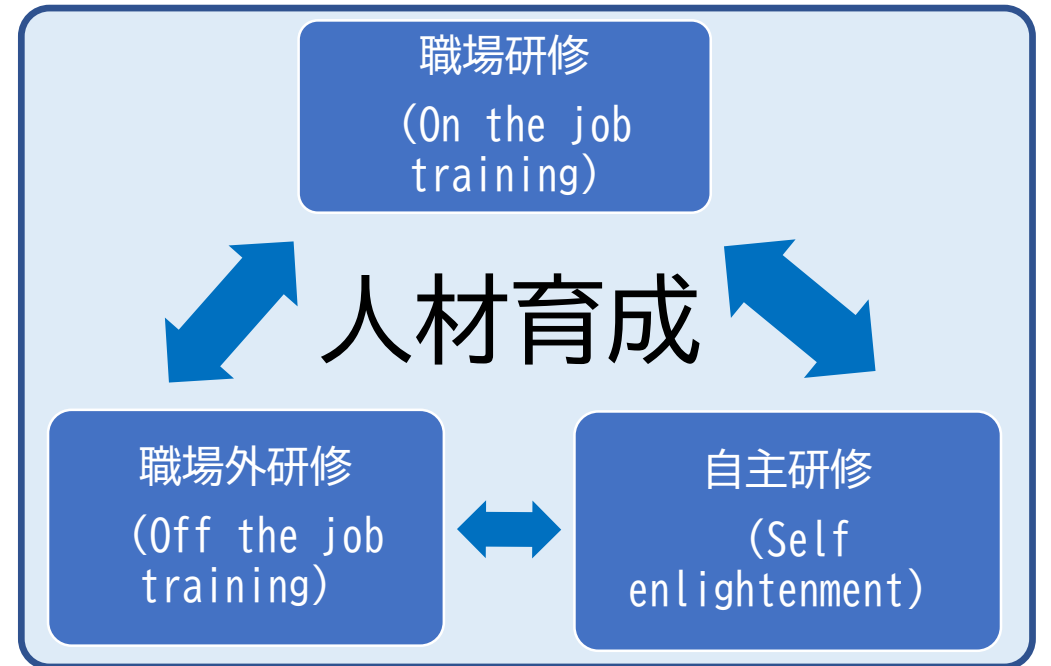 職場研修
(On the job
training)
人材育成
職場外研修
(Off the job
training)
自主研修
(Self
enlightenment)